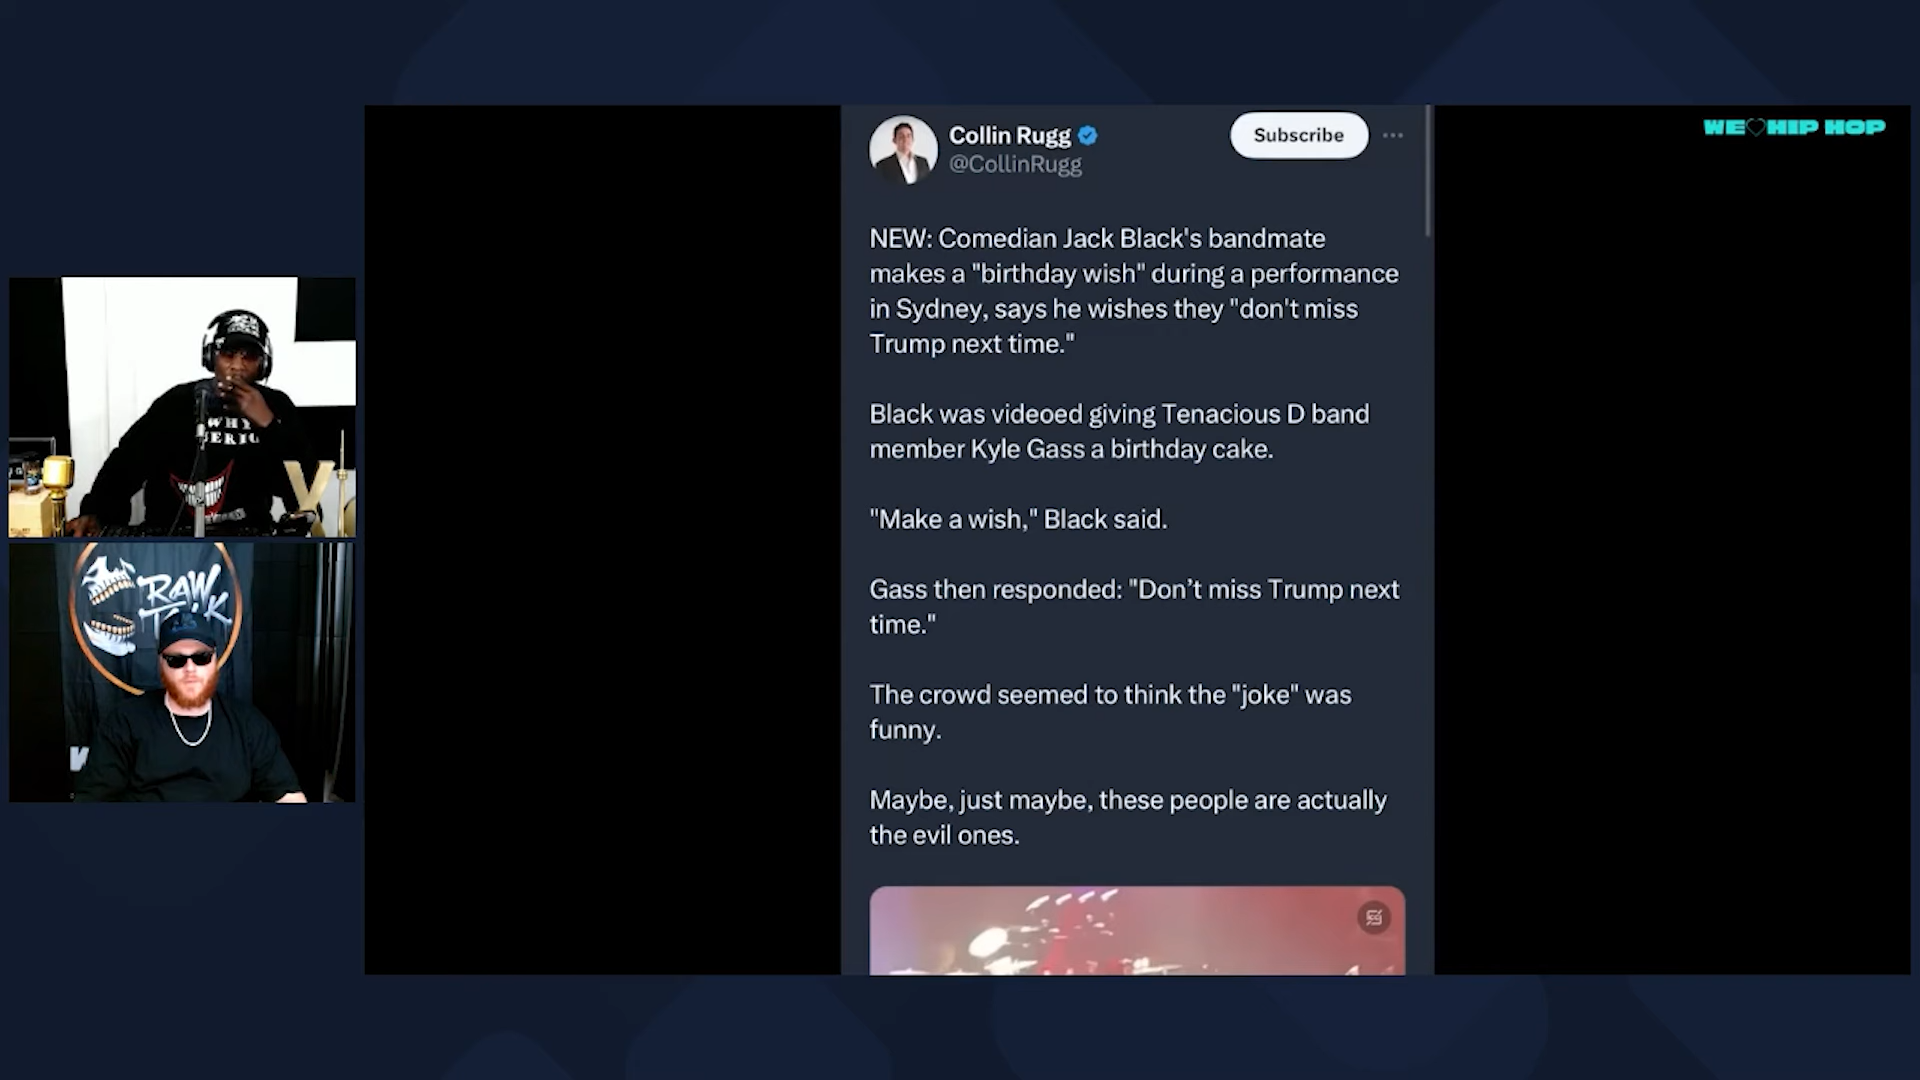 Collin Rugg
@CollinRugg
Subscribe
NEW: Comedian Jack Black's bandmate
makes a "birthday wish" during a performance
in Sydney, says he wishes they "don't miss
Trump next time."
Black was videoed giving Tenacious D band
member Kyle Gass a birthday cake.
"Make a wish," Black said.
Gass then responded: "Don’t miss Trump next
time."
The crowd seemed to think the "joke" was
funny.
Maybe, just maybe, these people are actually
the evil ones.
WE♡HIP HOP
WHY
RAW
TALK